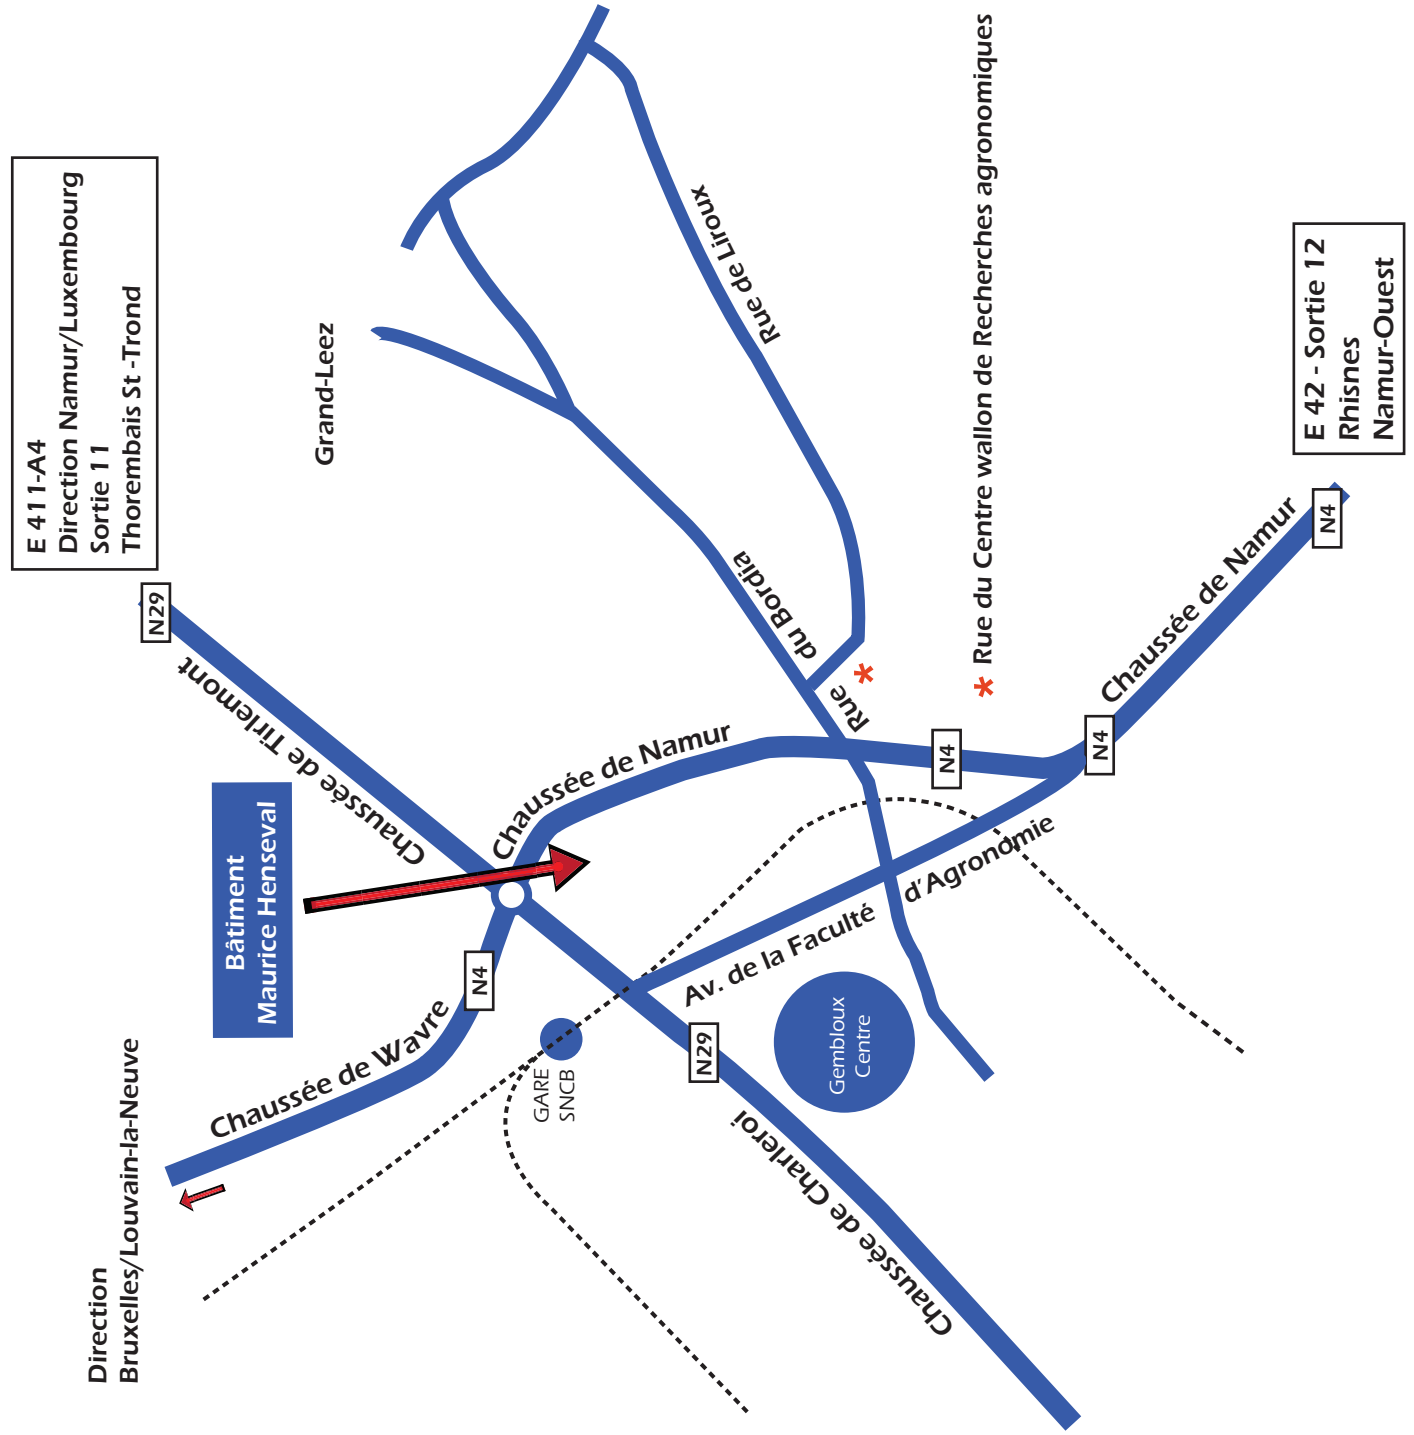 Direction
Bruxelles/Louvain-la-Neuve
Chaussée de Wavre
N4
Bâtiment
Maurice Henseval
E 411-A4
Direction Namur/Luxembourg
Sortie 11
Thorembais St -Trond
N29
Chaussée de Tirlemont
Grand-Leez
GARE
SNCB
Chaussée de Namur
N29
Chaussée de Charleroi
Av. de la Faculté d'Agronomie
Gembloux
Centre
Rue du Bordia
Rue de Liroux
*
N4
* Rue du Centre wallon de Recherches agronomiques
N4
Chaussée de Namur
N4
E 42 - Sortie 12
Rhisnes
Namur-Ouest